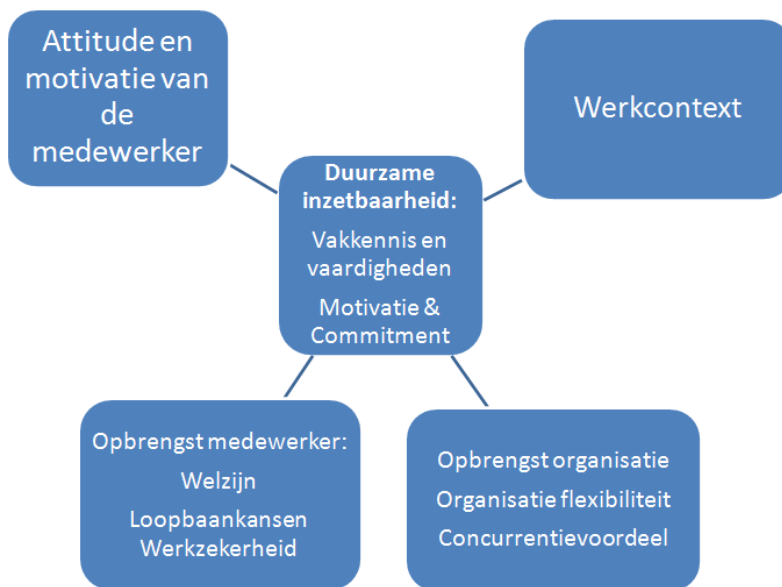 Attitude en
motivatie van
de
medewerker
Werkcontext
Duurzame
inzetbaarheid:
Vakkennis en
vaardigheden
Motivatie &
Commitment
Opbrengst medewerker:
Welzijn
Loopbaankansen
Werkzekerheid
Opbrengst organisatie
Organisatie flexibiliteit
Concurrentievoordeel